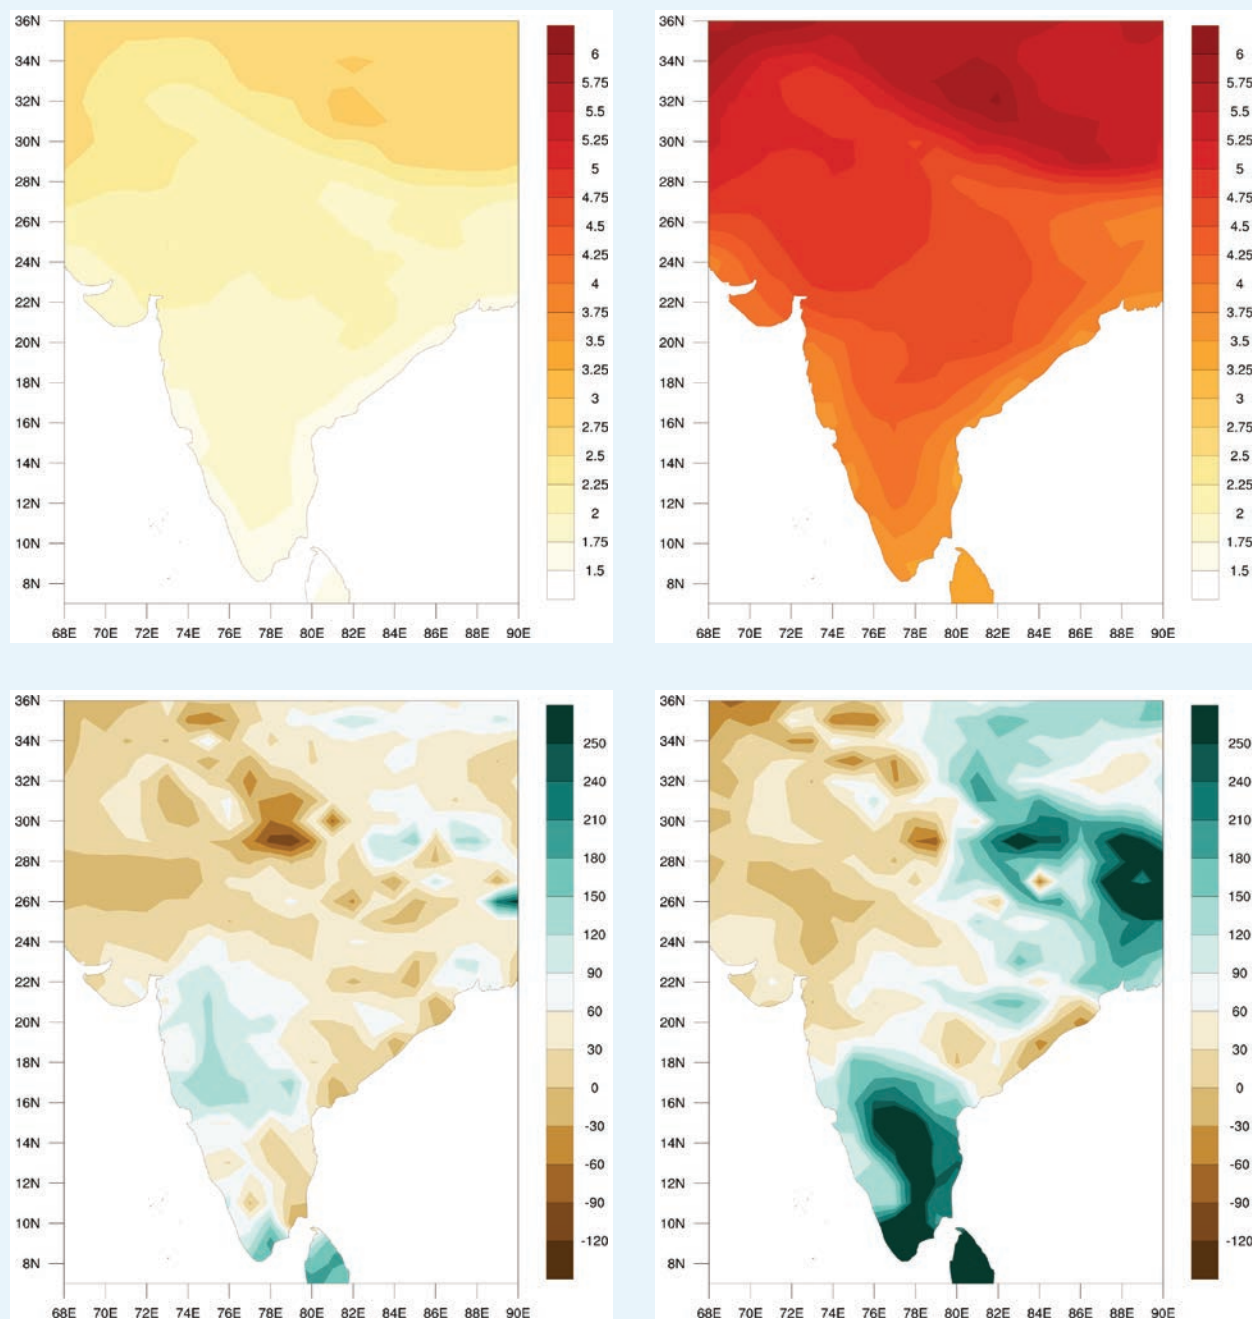 36N
34N
32N
30N
28N
26N
24N
22N
20N
18N
16N
14N
12N
10N
8N
68E 70E 72E 74E 76E 78E 80E 82E 84E 86E 88E 90E
6
5.75
5.5
5.25
5
4.75
4.5
4.25
4
3.75
3.5
3.25
3
2.75
2.5
2.25
2
1.75
1.5
36N
34N
32N
30N
28N
26N
24N
22N
20N
18N
16N
14N
12N
10N
8N
68E 70E 72E 74E 76E 78E 80E 82E 84E 86E 88E 90E
6
5.75
5.5
5.25
5
4.75
4.5
4.25
4
3.75
3.5
3.25
3
2.75
2.5
2.25
2
1.75
1.5
36N
34N
32N
30N
28N
26N
24N
22N
20N
18N
16N
14N
12N
10N
8N
68E 70E 72E 74E 76E 78E 80E 82E 84E 86E 88E 90E
250
240
210
180
150
120
90
60
30
0
-30
-60
-90
-120
36N
34N
32N
30N
28N
26N
24N
22N
20N
18N
16N
14N
12N
10N
8N
68E 70E 72E 74E 76E 78E 80E 82E 84E 86E 88E 90E
250
240
210
180
150
120
90
60
30
0
-30
-60
-90
-120